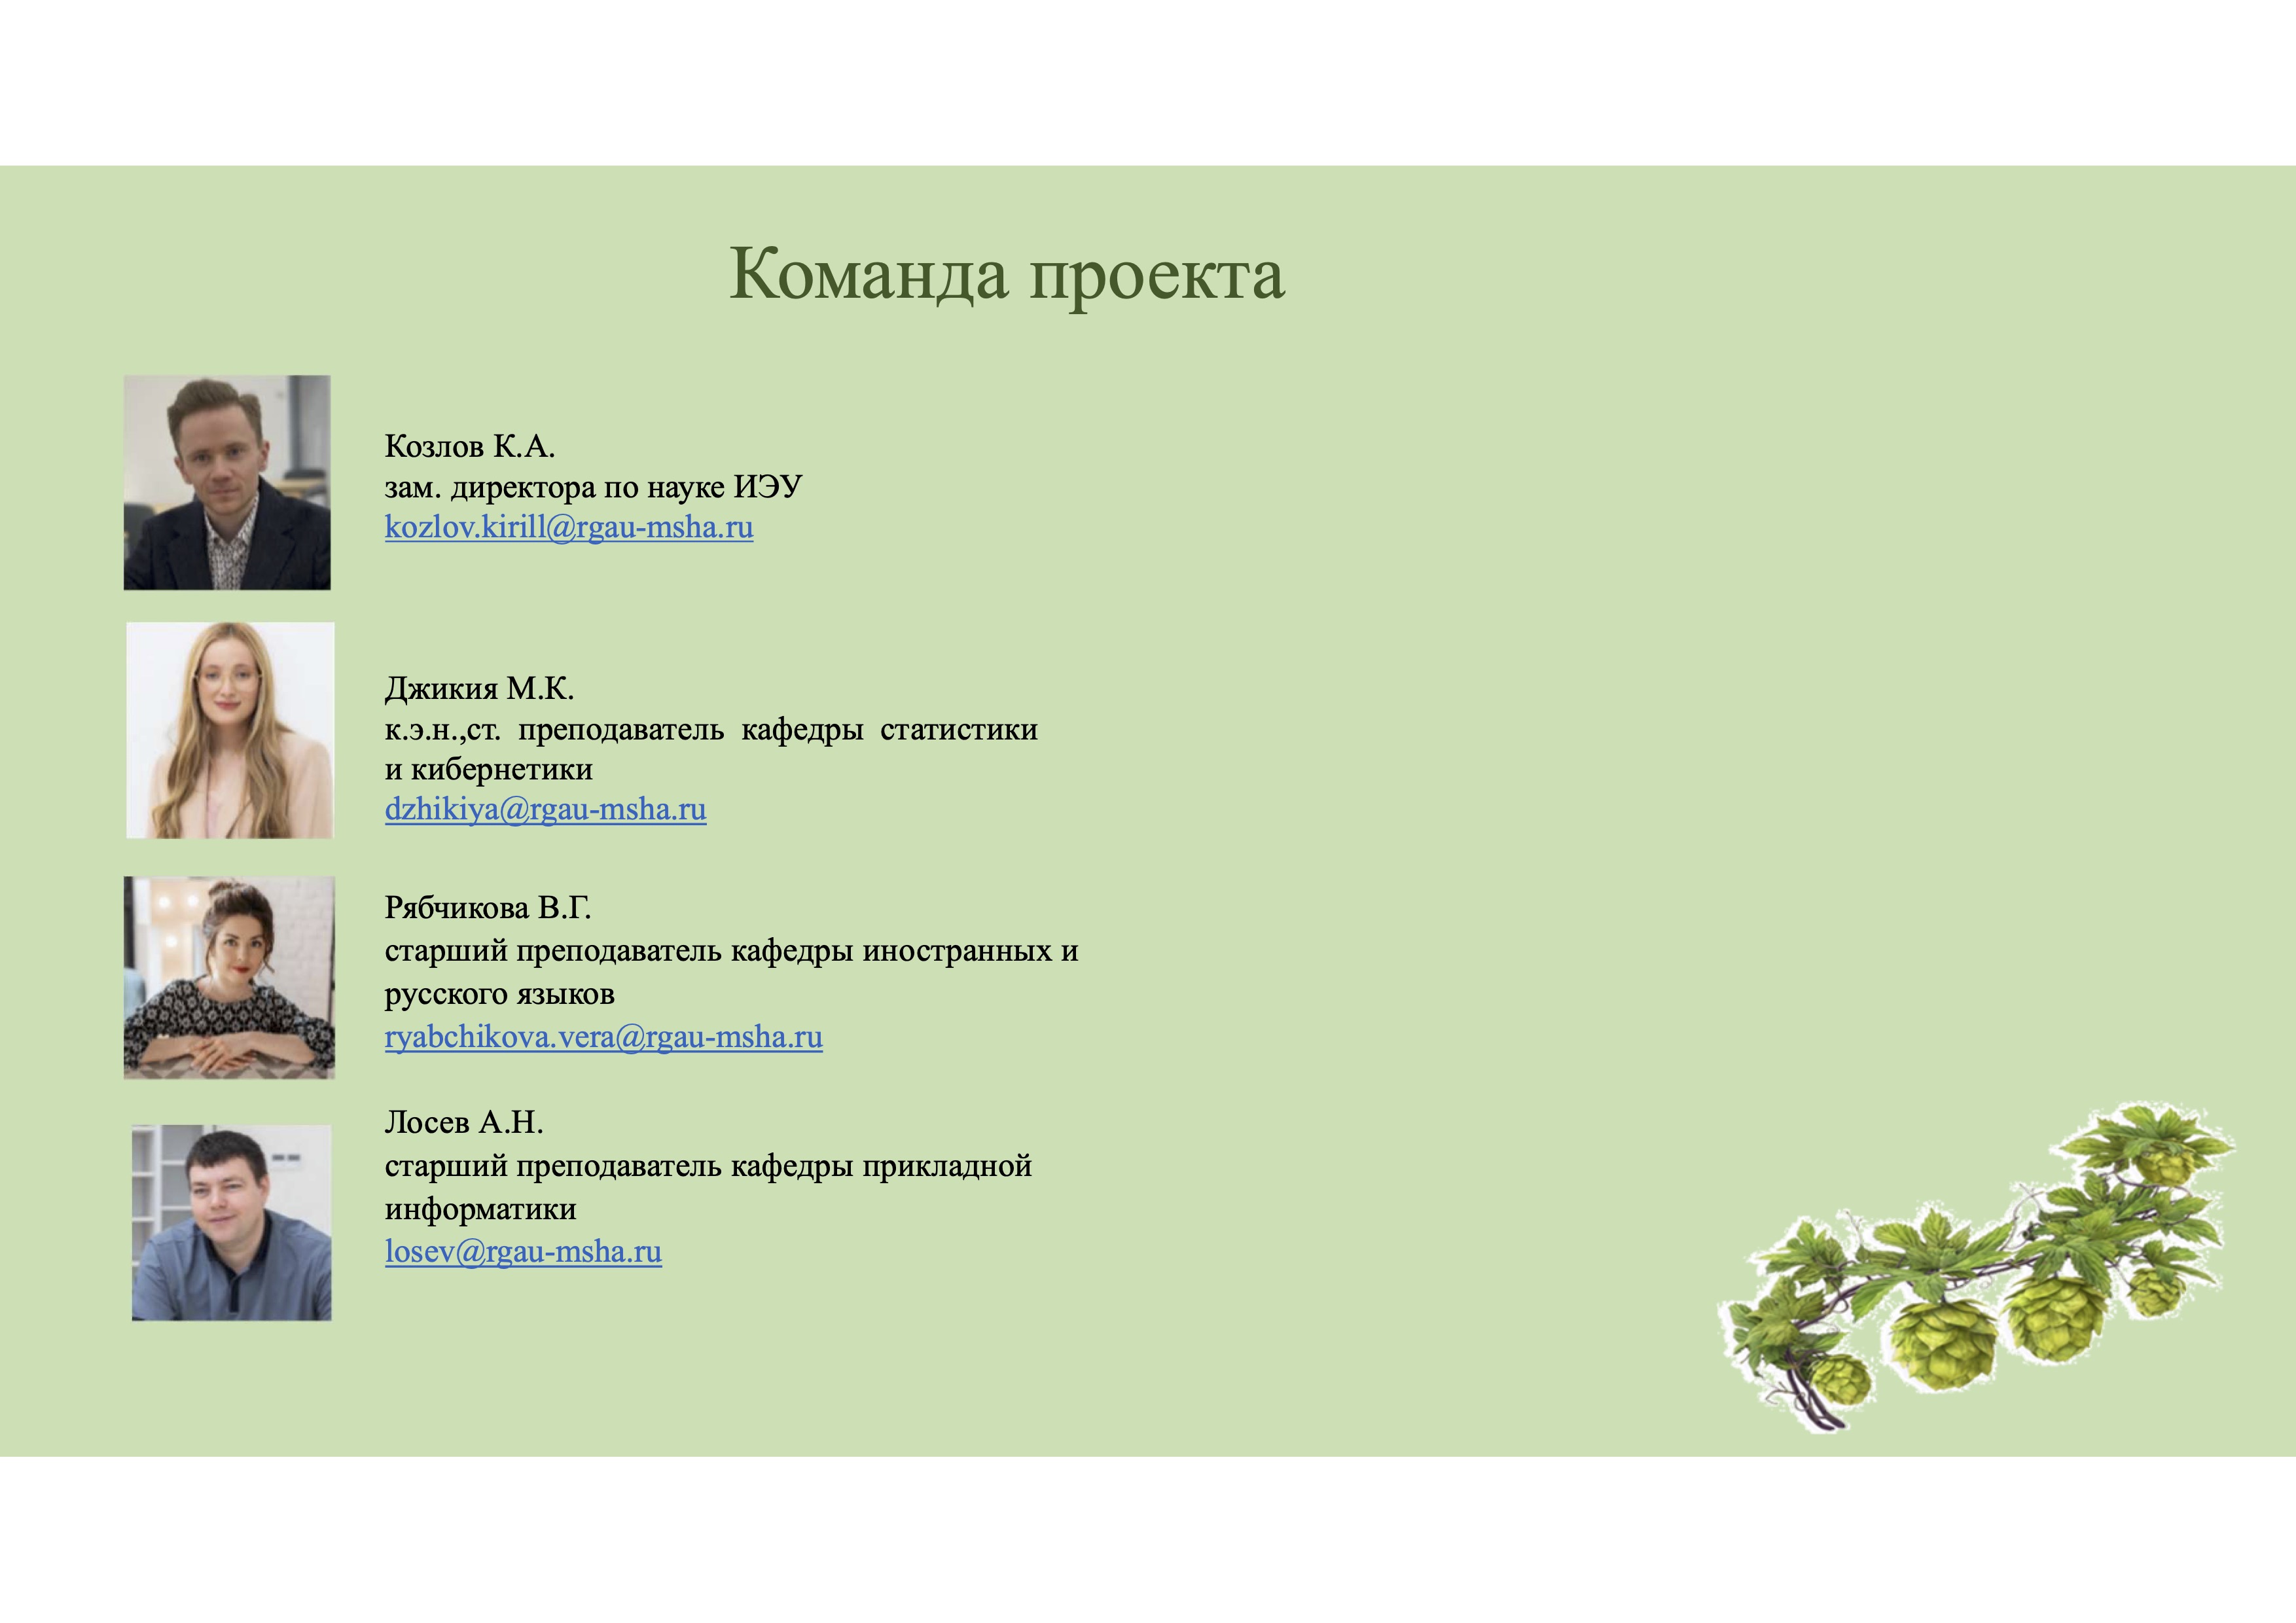 Команда проекта
Козлов К.А.
зам. директора по науке ИЭУ
kozlov.kirill@rgau-msha.ru
Джикия М.К.
к.э.н.,ст. преподаватель кафедры статистики
и кибернетики
dzhikiya@rgau-msha.ru
Рябчикова В.Г.
старший преподаватель кафедры иностранных и
русского языков
ryabchikova.vera@rgau-msha.ru
Лосев А.Н.
старший преподаватель кафедры прикладной
информатики
losev@rgau-msha.ru